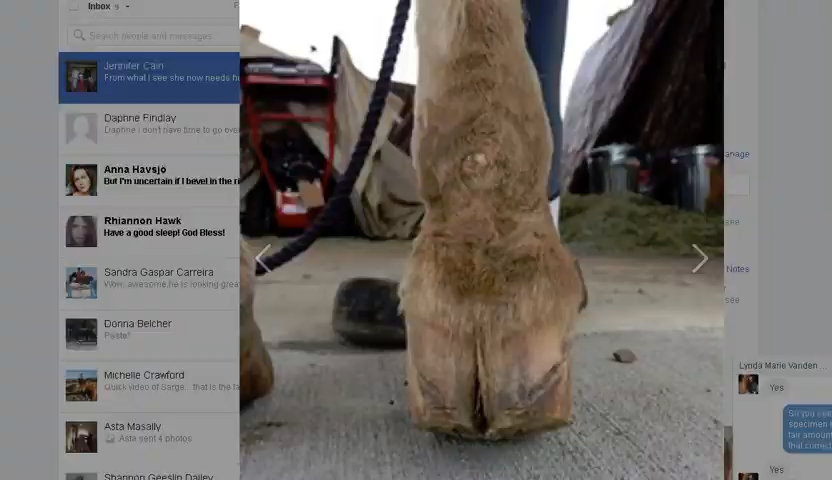 Inbox 9
Search people and messages
Jennifer Cain
From what I see she now needs h
Daphne Findlay
Daphne i don't have time to go ove
Anna Havsjö
But I'm uncertain if I bevel in the ri
Rhiannon Hawk
Have a good sleep! God Bless!
Sandra Gaspar Carreira
Wow, awesome,he is looking grea
Donna Belcher
Michelle Crawford
Quick video of Sarge.. that is the fa
Asta Masally
Asta sent 4 photos
Shannon Geeslin Dailey
anage
Notes
see
Lynda Marie Vanden ...
Yes
So you
specimen
fair amount
that come t
Yes